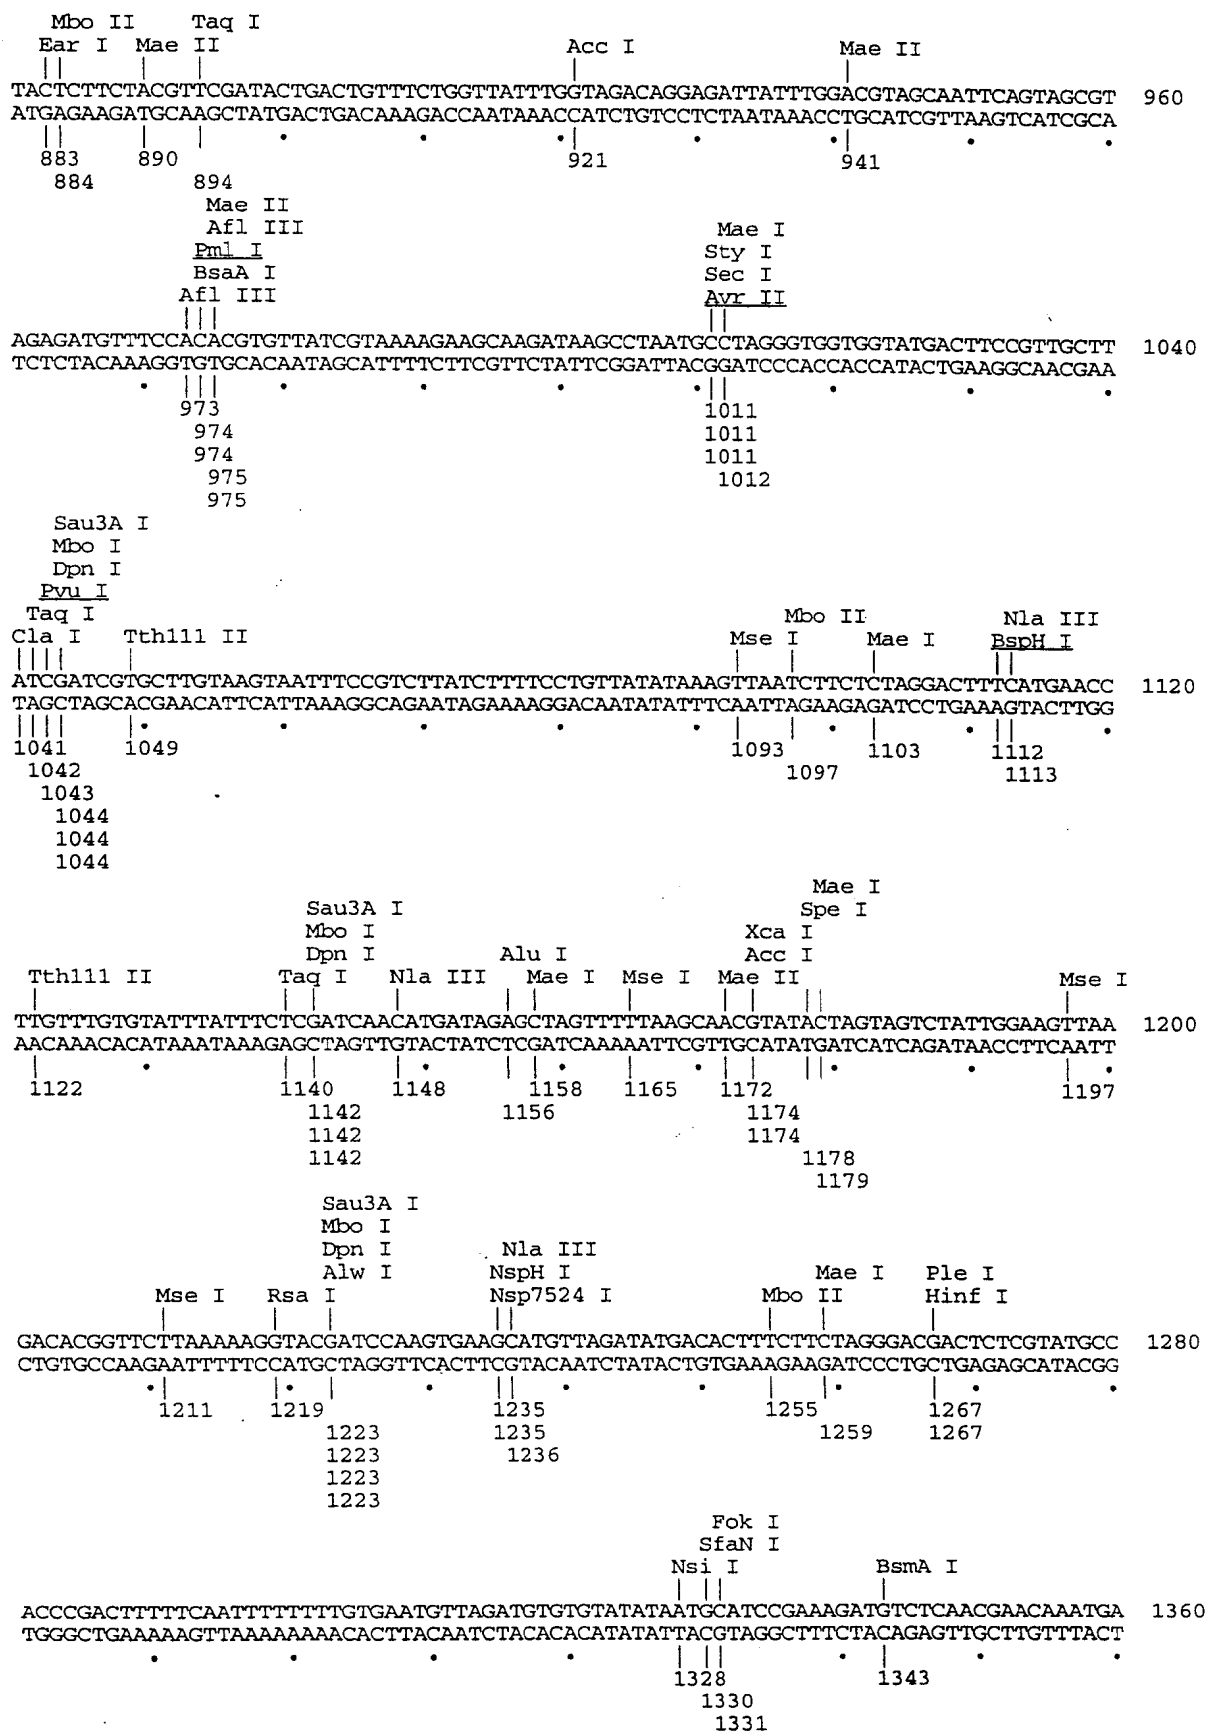 Mbo II Taq I
Ear I Mae II Acc I Mae II
TACTCTTCTACGTTCGATACTGACTGTTTCTGGTTATTTGGTAGACAGGAGATTATTTGGACGTAGCAATTCAGTAGCGT 960
ATGAGAAGATGCAAGCTATGACTGACAAAGACCAATAAACCATCTGTCCTCTAATAAACCTGCATCGTTAAGTCATCGCA
883 890 921 941
884 894
Mae II
Afl III Mae I
Pml I Sty I
BsaA I Sec I
Afl III Avr II
AGAGATGTTTCCACACGTGTTATCGTAAAAGAAGCAAGATAAGCCTAATGCCTAGGGTGGTGGTATGACTTCCGTTGCTT 1040
TCTCTACAAAGGTGTGCACAATAGCATTTTCTTCGTTCTATTCGGATTACGGATCCCACCACCATACTGAAGGCAACGAA
973 1011
974 1011
974 1011
975 1012
975
Sau3A I
Mbo I
Dpn I
Pvu I
Taq I Mbo II Nla III
Cla I Tth111 II Mse I Mae I BspH I
ATCGATCGTGCTTGTAAGTAATTTCCGTCTTATCTTTTCCTGTTATATAAAGTTAATCTTCTCTAGGACTTTCATGAACC 1120
TAGCTAGCACGAACATTCATTAAAGGCAGAATAGAAAAGGACAATATATTTCAATTAGAAGAGATCCTGAAAGTACTTGG
1041 1049 1093 1103 1112
1042 1097 1113
1043
1044
1044
1044
Mae I
Sau3A I Spe I
Mbo I Xca I
Dpn I Alu I Acc I
Tth111 II Taq I Nla III Mae I Mse I Mae II Mse I
TTGTTTGTGTATTTATTTCTCGATCAACATGATAGAGCTAGTTTTTAAGCAACGTATACTAGTAGTCTATTGGAAGTTAA 1200
AACAAACACATAAATAAAGAGCTAGTTGTACTATCTCGATCAAAAATTCGTTGCATATGATCATCAGATAACCTTCAATT
1122 1140 1148 1158 1165 1172 1197
1142 1156 1174
1142 1174
1142 1178
1179
Sau3A I
Mbo I
Dpn I Nla III
Alw I NspH I Mae I Ple I
Mse I Rsa I Nsp7524 I Mbo II Hinf I
GACACGGTTCTTAAAAAGGTACGATCCAAGTGAAGCATGTTAGATATGACACTTTCTTCTAGGGACGACTCTCGTATGCC 1280
CTGTGCCAAGAATTTTTCCATGCTAGGTTCACTTCGTACAATCTATACTGTGAAAGAAGATCCCTGCTGAGAGCATACGG
1211 1219 1235 1255 1267
1223 1235 1259 1267
1223 1236
1223
1223
Fok I
SfaN I
Nsi I BsmA I
ACCCGACTTTTTCAATTTTTTTTTGTGAATGTTAGATGTGTGTATATAATGCATCCGAAAGATGTCTCAACGAACAAATGA 1360
TGGGCTGAAAAAGTTAAAAAAAAACACTTACAATCTACACACATATATTACGTAGGCTTTCTACAGAGTTGCTTGTTTACT
1328 1343
1330
1331